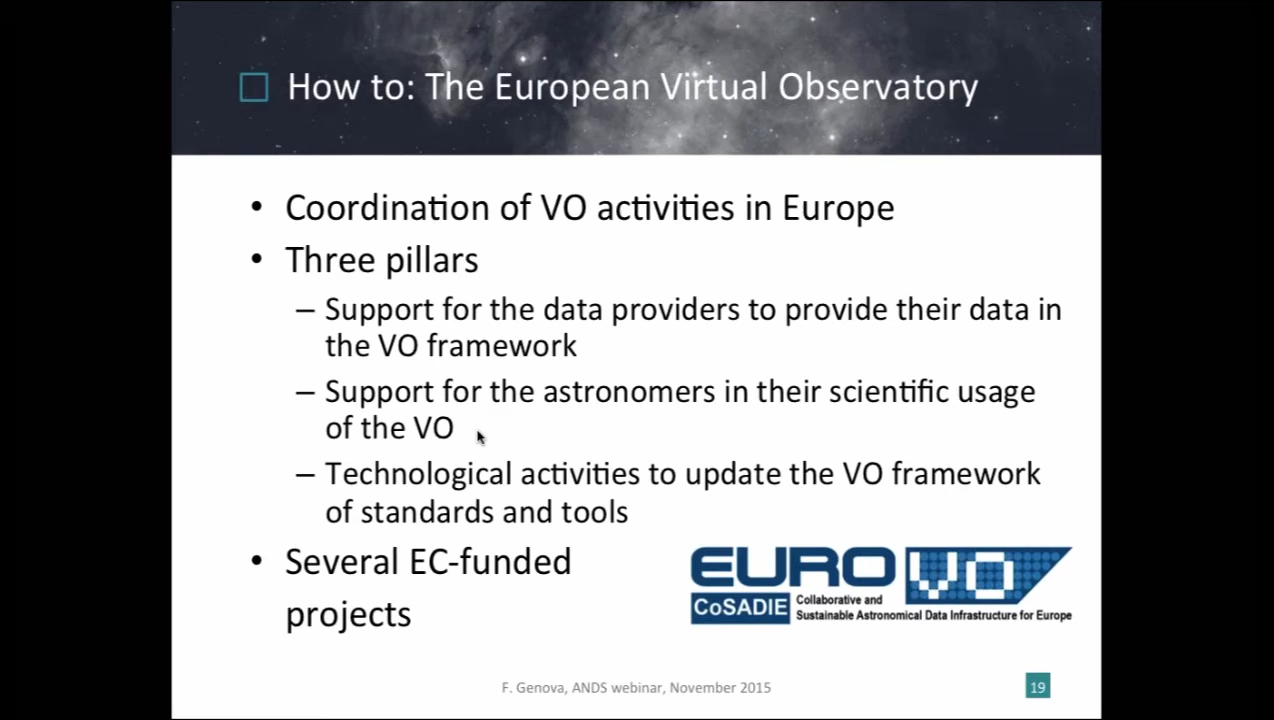 How to: The European Virtual Observatory
• Coordination of VO activities in Europe
• Three pillars
– Support for the data providers to provide their data in
the VO framework
– Support for the astronomers in their scientific usage
of the VO
– Technological activities to update the VO framework
of standards and tools
• Several EC-funded
projects
EURO VO
CoSADIE Collaborative and
Sustainable Astronomical Data Infrastructure for Europe
F. Genova, ANDS webinar, November 2015
19